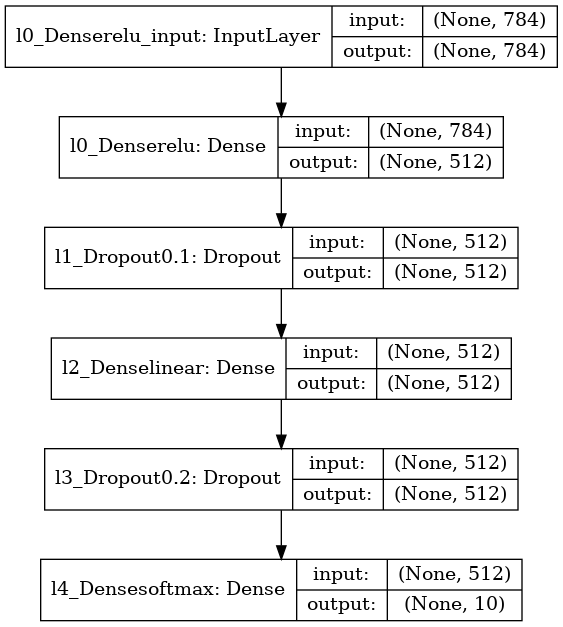 l0_Denserelu_input: InputLayer
input: (None, 784)
output: (None, 784)
l0_Denserelu: Dense
input: (None, 784)
output: (None, 512)
l1_Dropout0.1: Dropout
input: (None, 512)
output: (None, 512)
l2_Denselinear: Dense
input: (None, 512)
output: (None, 512)
l3_Dropout0.2: Dropout
input: (None, 512)
output: (None, 512)
l4_Densesoftmax: Dense
input: (None, 512)
output: (None, 10)